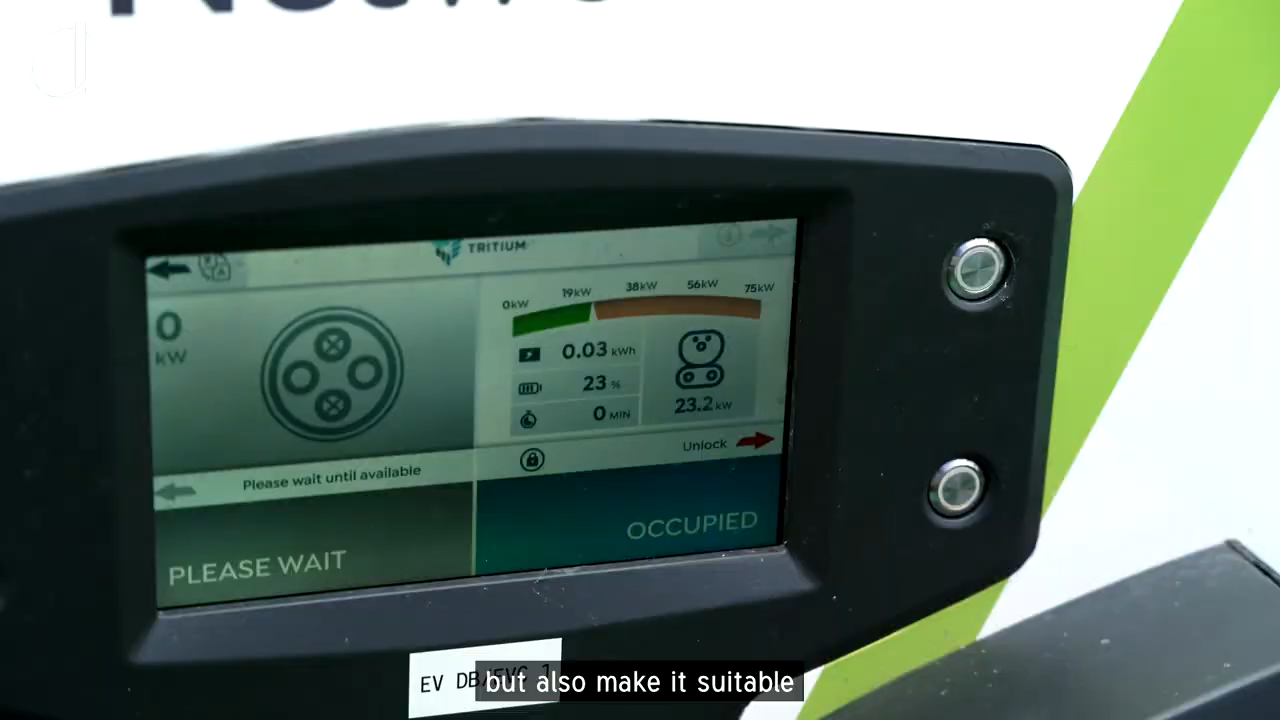 TRITIUM
0
kW
0kW 19kW 38kW 56kW 75kW
0.03 kWh
23 %
0 MIN
23.2 kW
Unlock
Please wait until available
PLEASE WAIT
OCCUPIED
EV
but also make it suitable